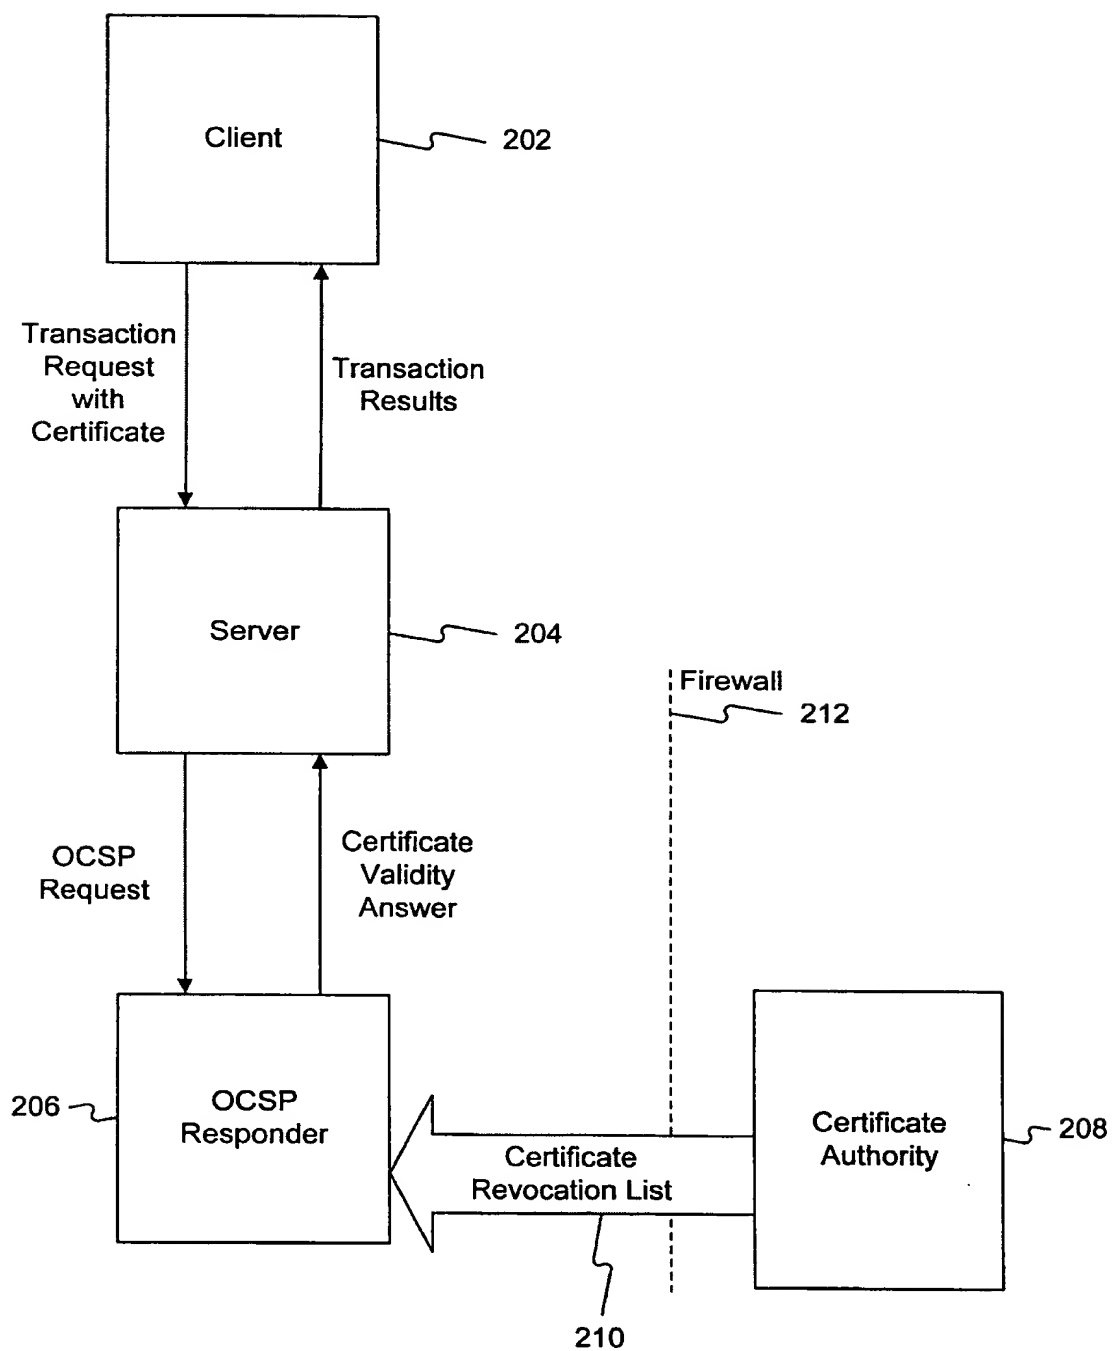 Client
202
Transaction
Request
with
Certificate
Transaction
Results
Server
204
Firewall
212
OCSP
Request
Certificate
Validity
Answer
206
OCSP
Responder
Certificate
Revocation List
Certificate
Authority
208
210